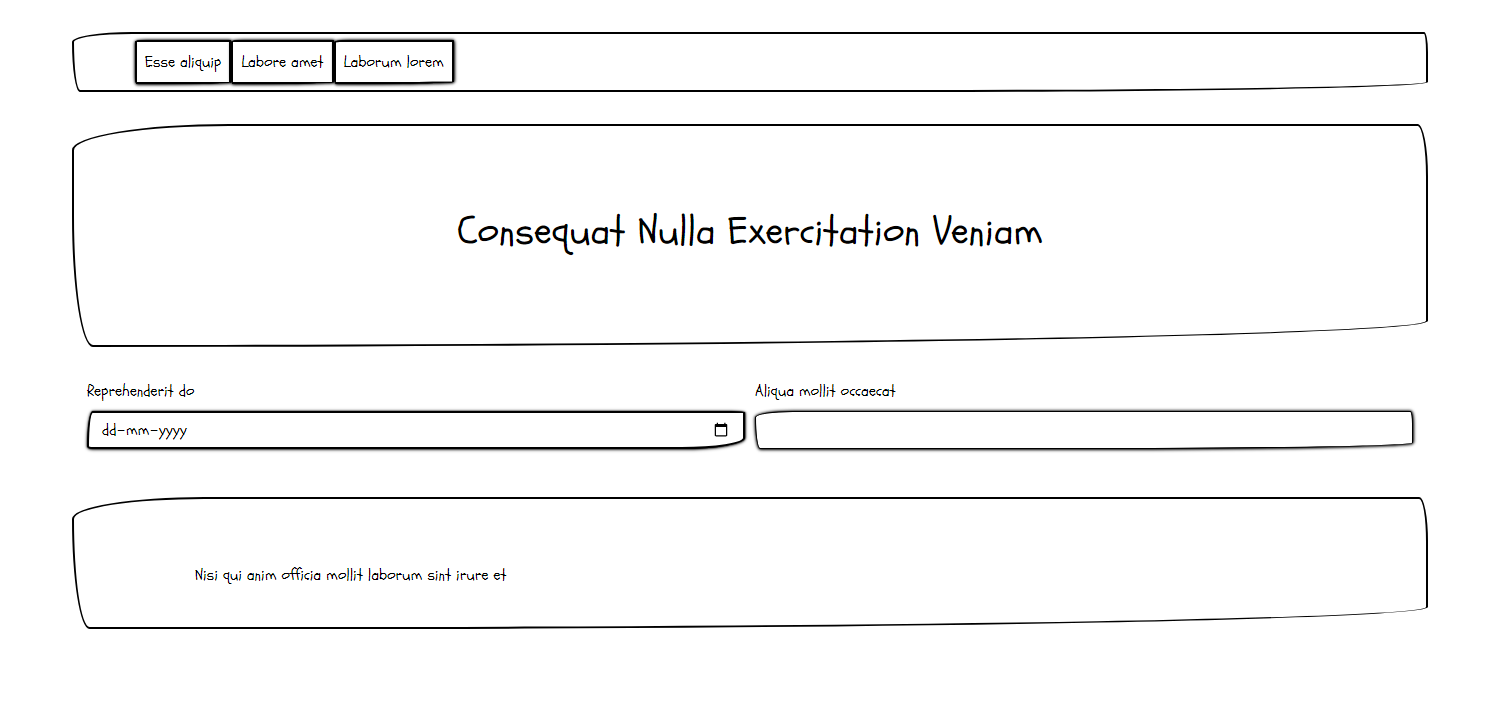 Esse aliquip Labore amet Laborum lorem
Consequat Nulla Exercitation Veniam
Reprehenderit do Aliqua mollit occaecat
dd-mm-yyyy
Nisi qui anim officia mollit laborum sint irure et